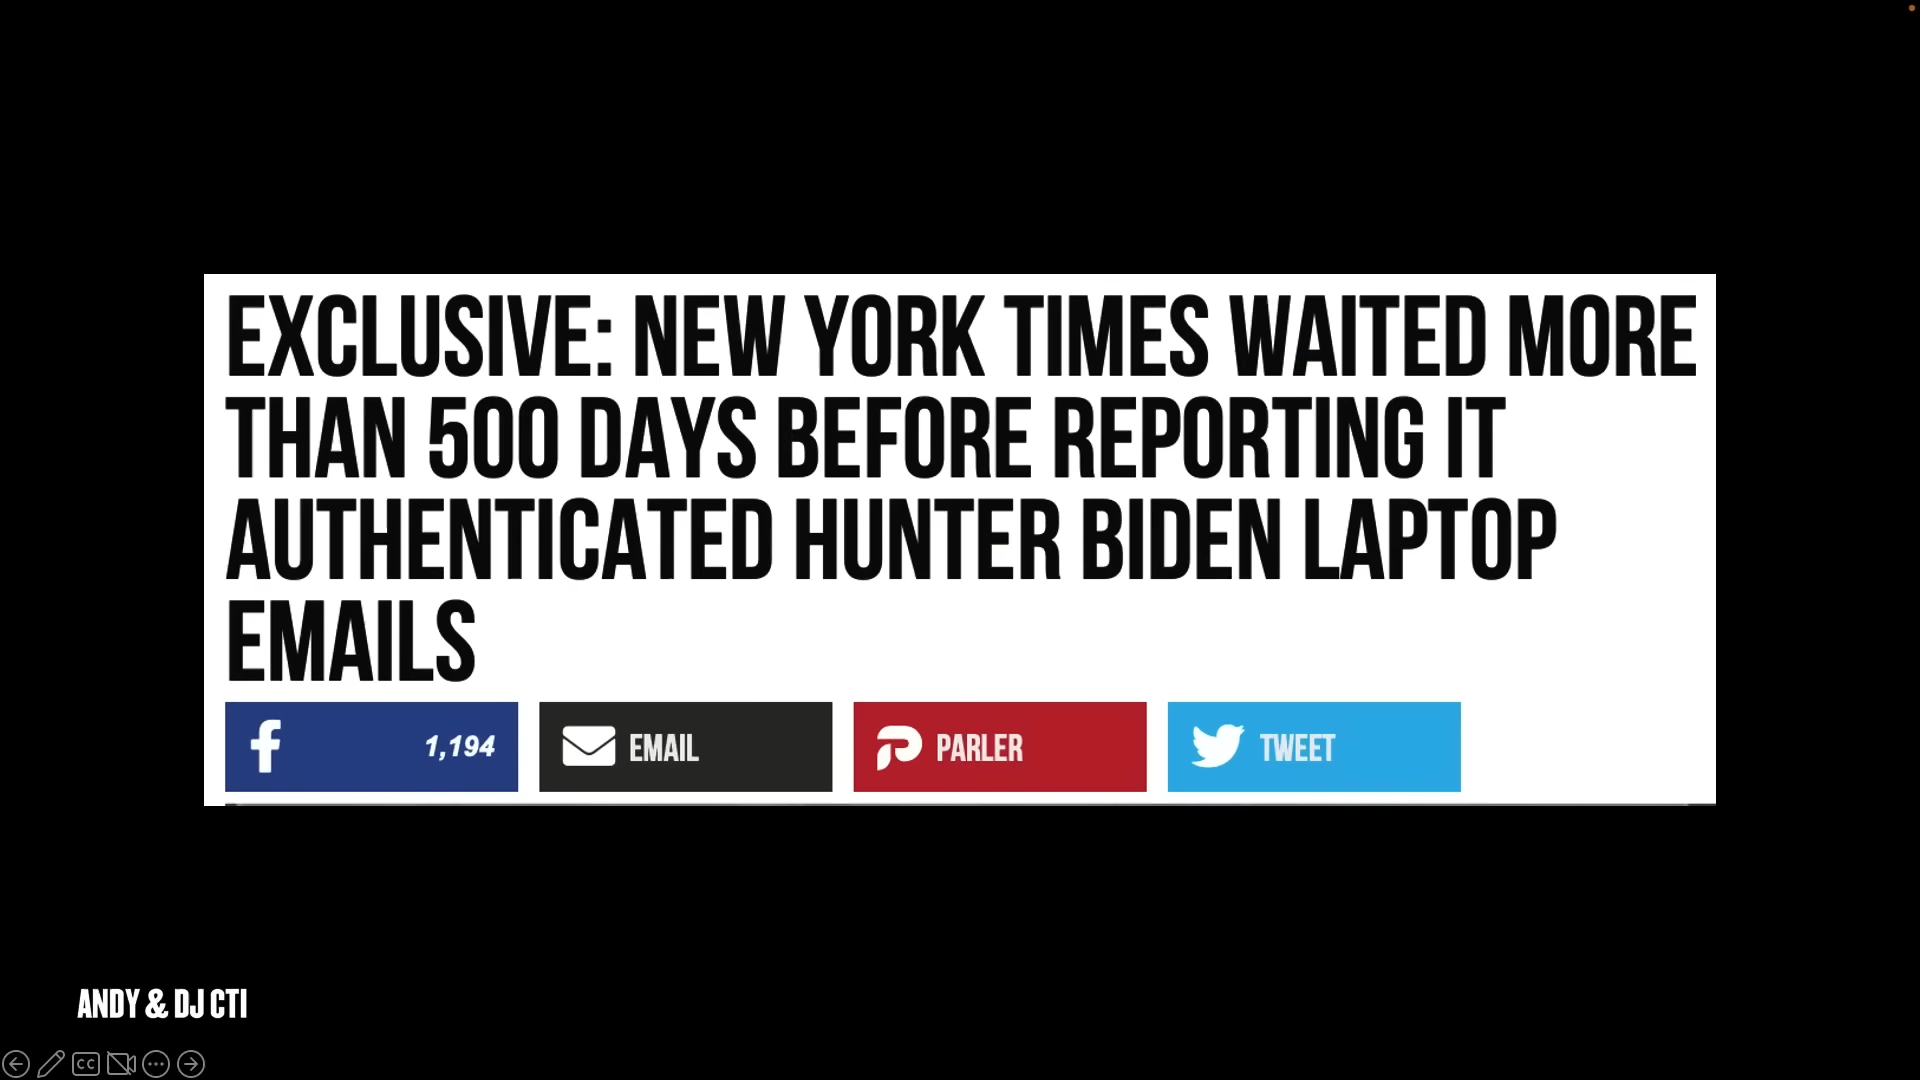 EXCLUSIVE: NEW YORK TIMES WAITED MORE
THAN 500 DAYS BEFORE REPORTING IT
AUTHENTICATED HUNTER BIDEN LAPTOP
EMAILS
1,194
EMAIL
PARLER
TWEET
ANDY & DJ CTI
CC